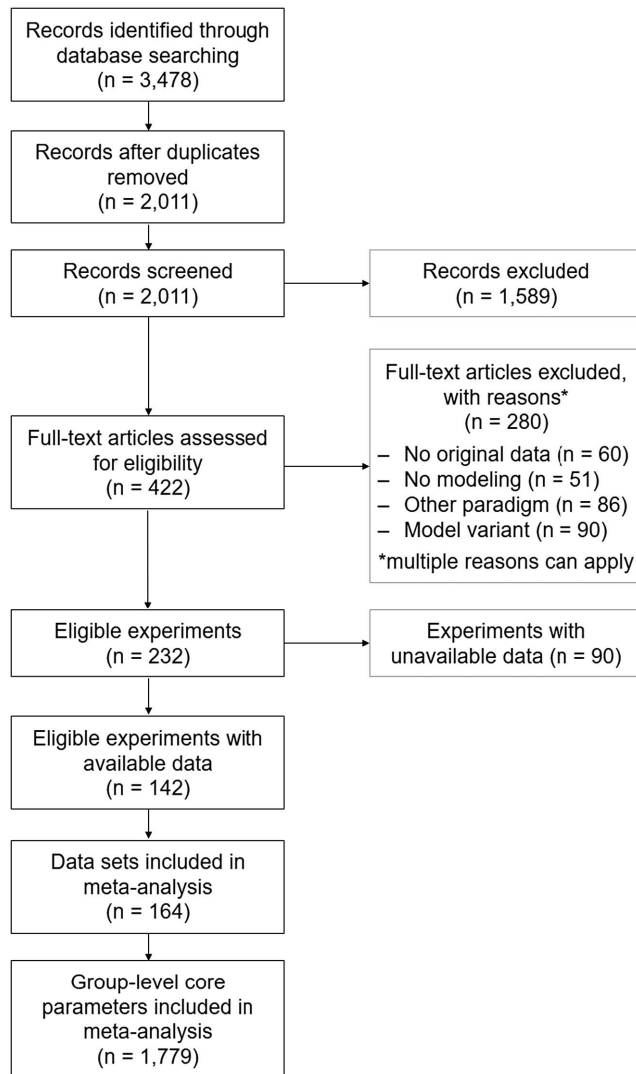 Records identified through
database searching
(n = 3,478)
Records after duplicates
removed
(n = 2,011)
Records screened
(n = 2,011)
Records excluded
(n = 1,589)
Full-text articles assessed
for eligibility
(n = 422)
Full-text articles excluded,
with reasons*
(n = 280)
– No original data (n = 60)
– No modeling (n = 51)
– Other paradigm (n = 86)
– Model variant (n = 90)
*multiple reasons can apply
Eligible experiments
(n = 232)
Experiments with
unavailable data (n = 90)
Eligible experiments with
available data
(n = 142)
Data sets included in
meta-analysis
(n = 164)
Group-level core
parameters included in
meta-analysis
(n = 1,779)